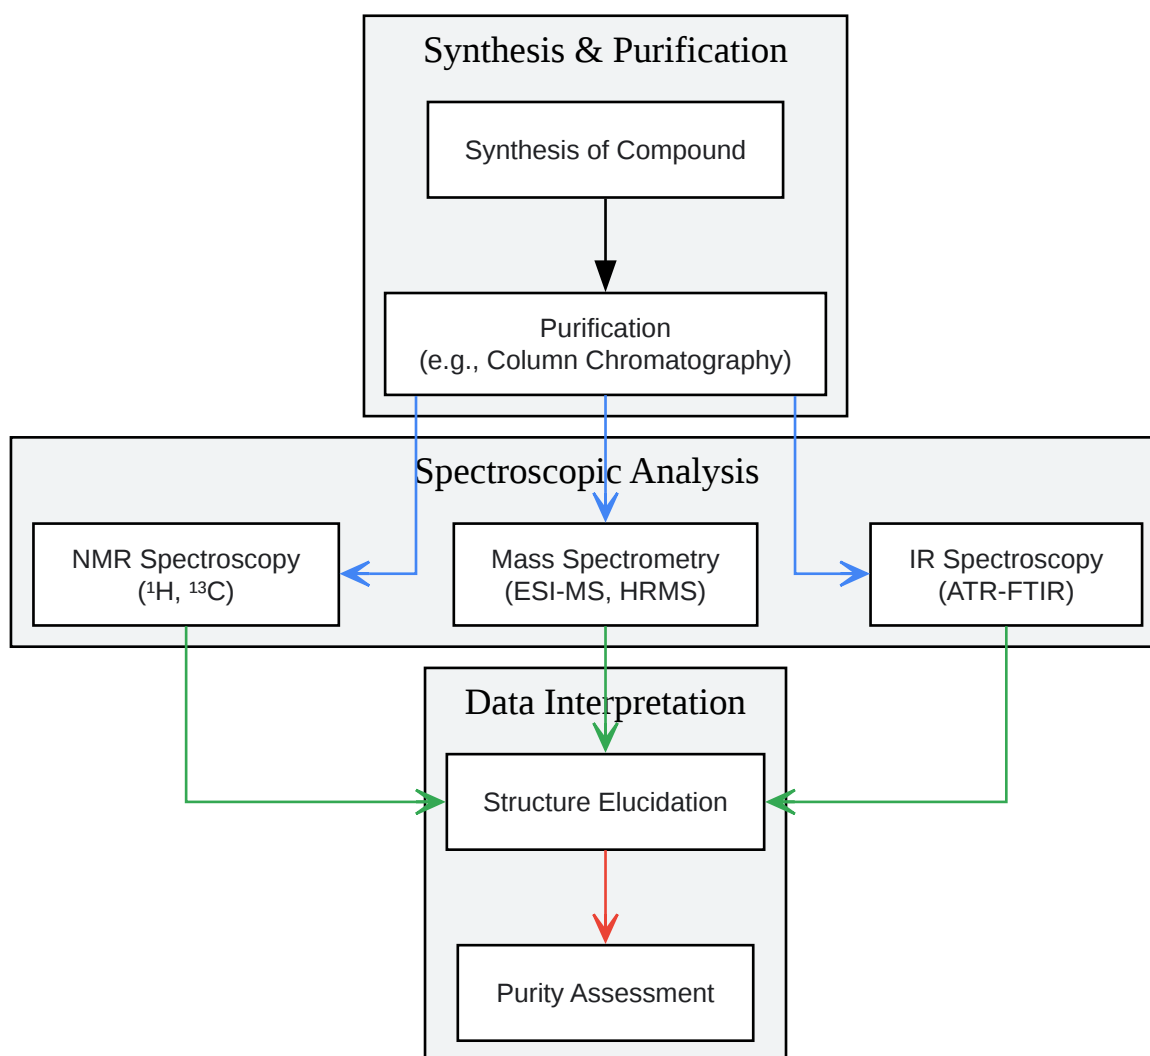 Synthesis & Purification
Synthesis of Compound
Purification
(e.g., Column Chromatography)
Spectroscopic Analysis
NMR Spectroscopy
(¹H, ¹³C)
Mass Spectrometry
(ESI-MS, HRMS)
IR Spectroscopy
(ATR-FTIR)
Data Interpretation
Structure Elucidation
Purity Assessment